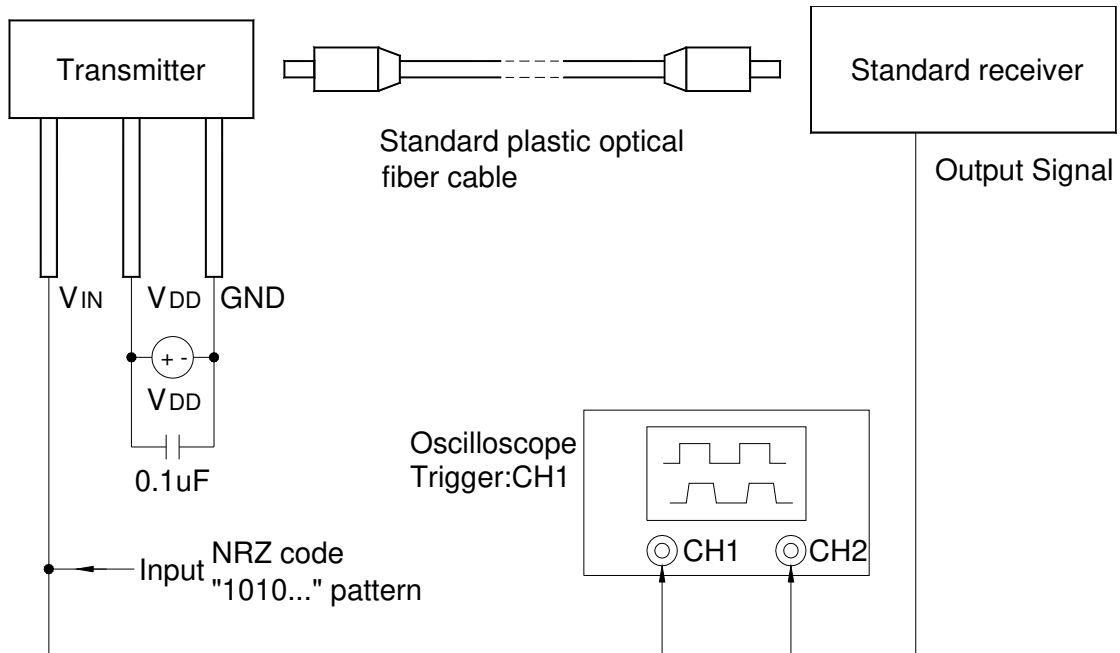 Transmitter
Standard receiver
Standard plastic optical
fiber cable
Output Signal
VIN
VDD
GND
+ -
VDD
0.1uF
Oscilloscope
Trigger:CH1
CH1
CH2
Input
NRZ code
"1010..." pattern